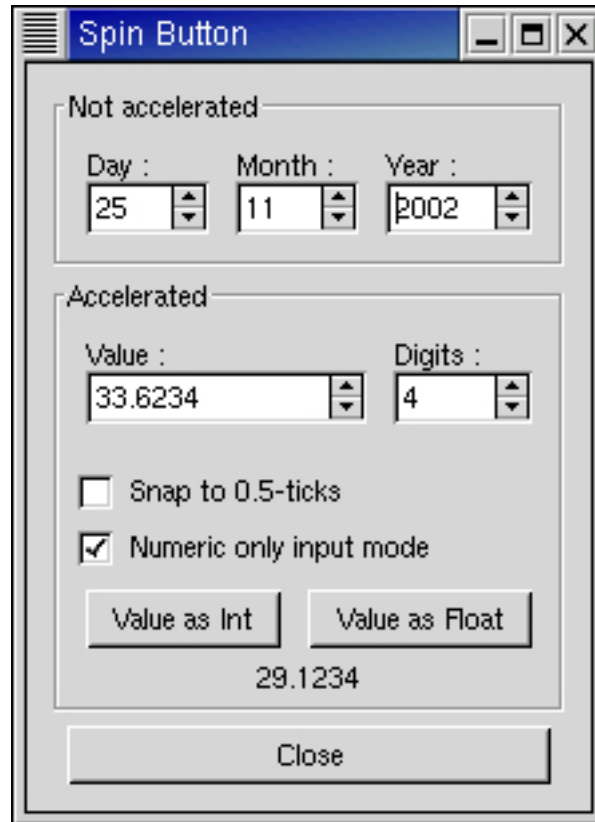 Spin Button
Not accelerated
Day : Month : Year :
25 11 2002
Accelerated
Value : Digits :
33.6234 4
Snap to 0.5-ticks
Numeric only input mode
Value as Int Value as Float
29.1234
Close